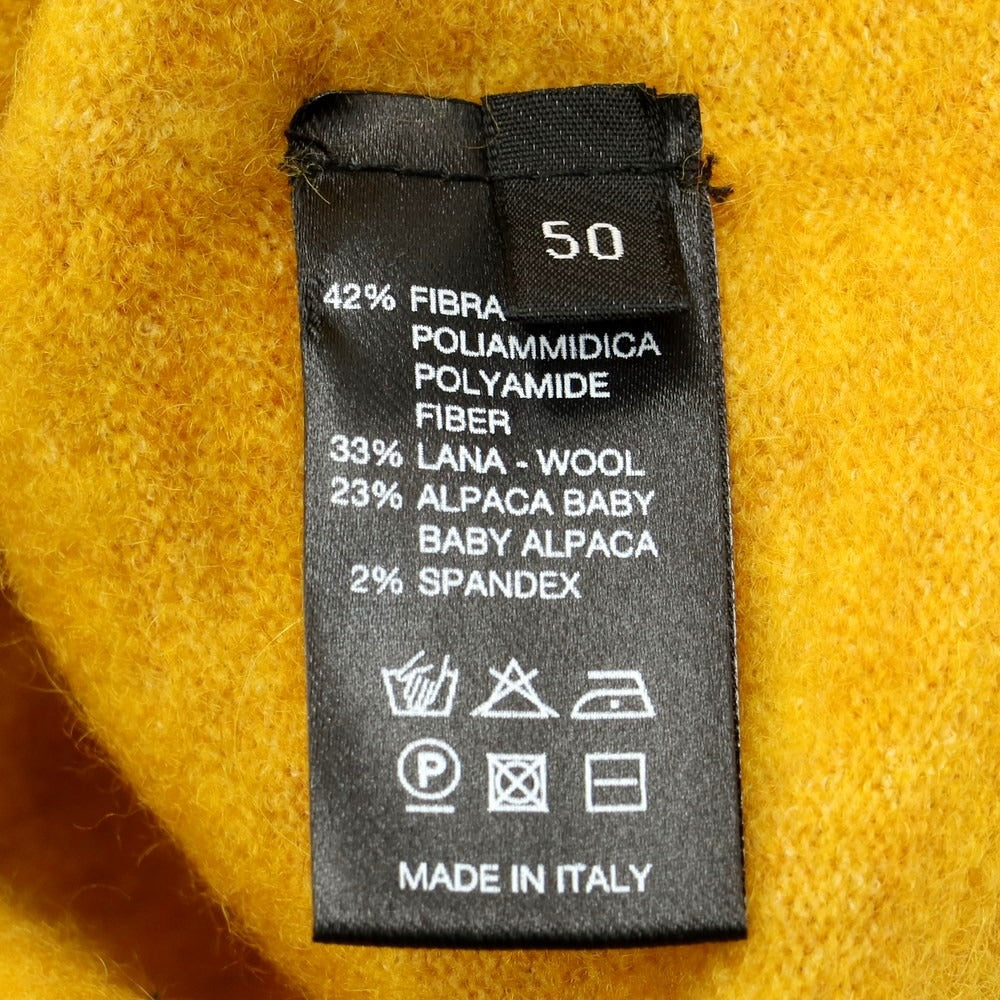 50
42% FIBRA
POLIAMMIDICA
POLYAMIDE
FIBER
33% LANA - WOOL
23% ALPACA BABY
BABY ALPACA
2% SPANDEX
P
MADE IN ITALY